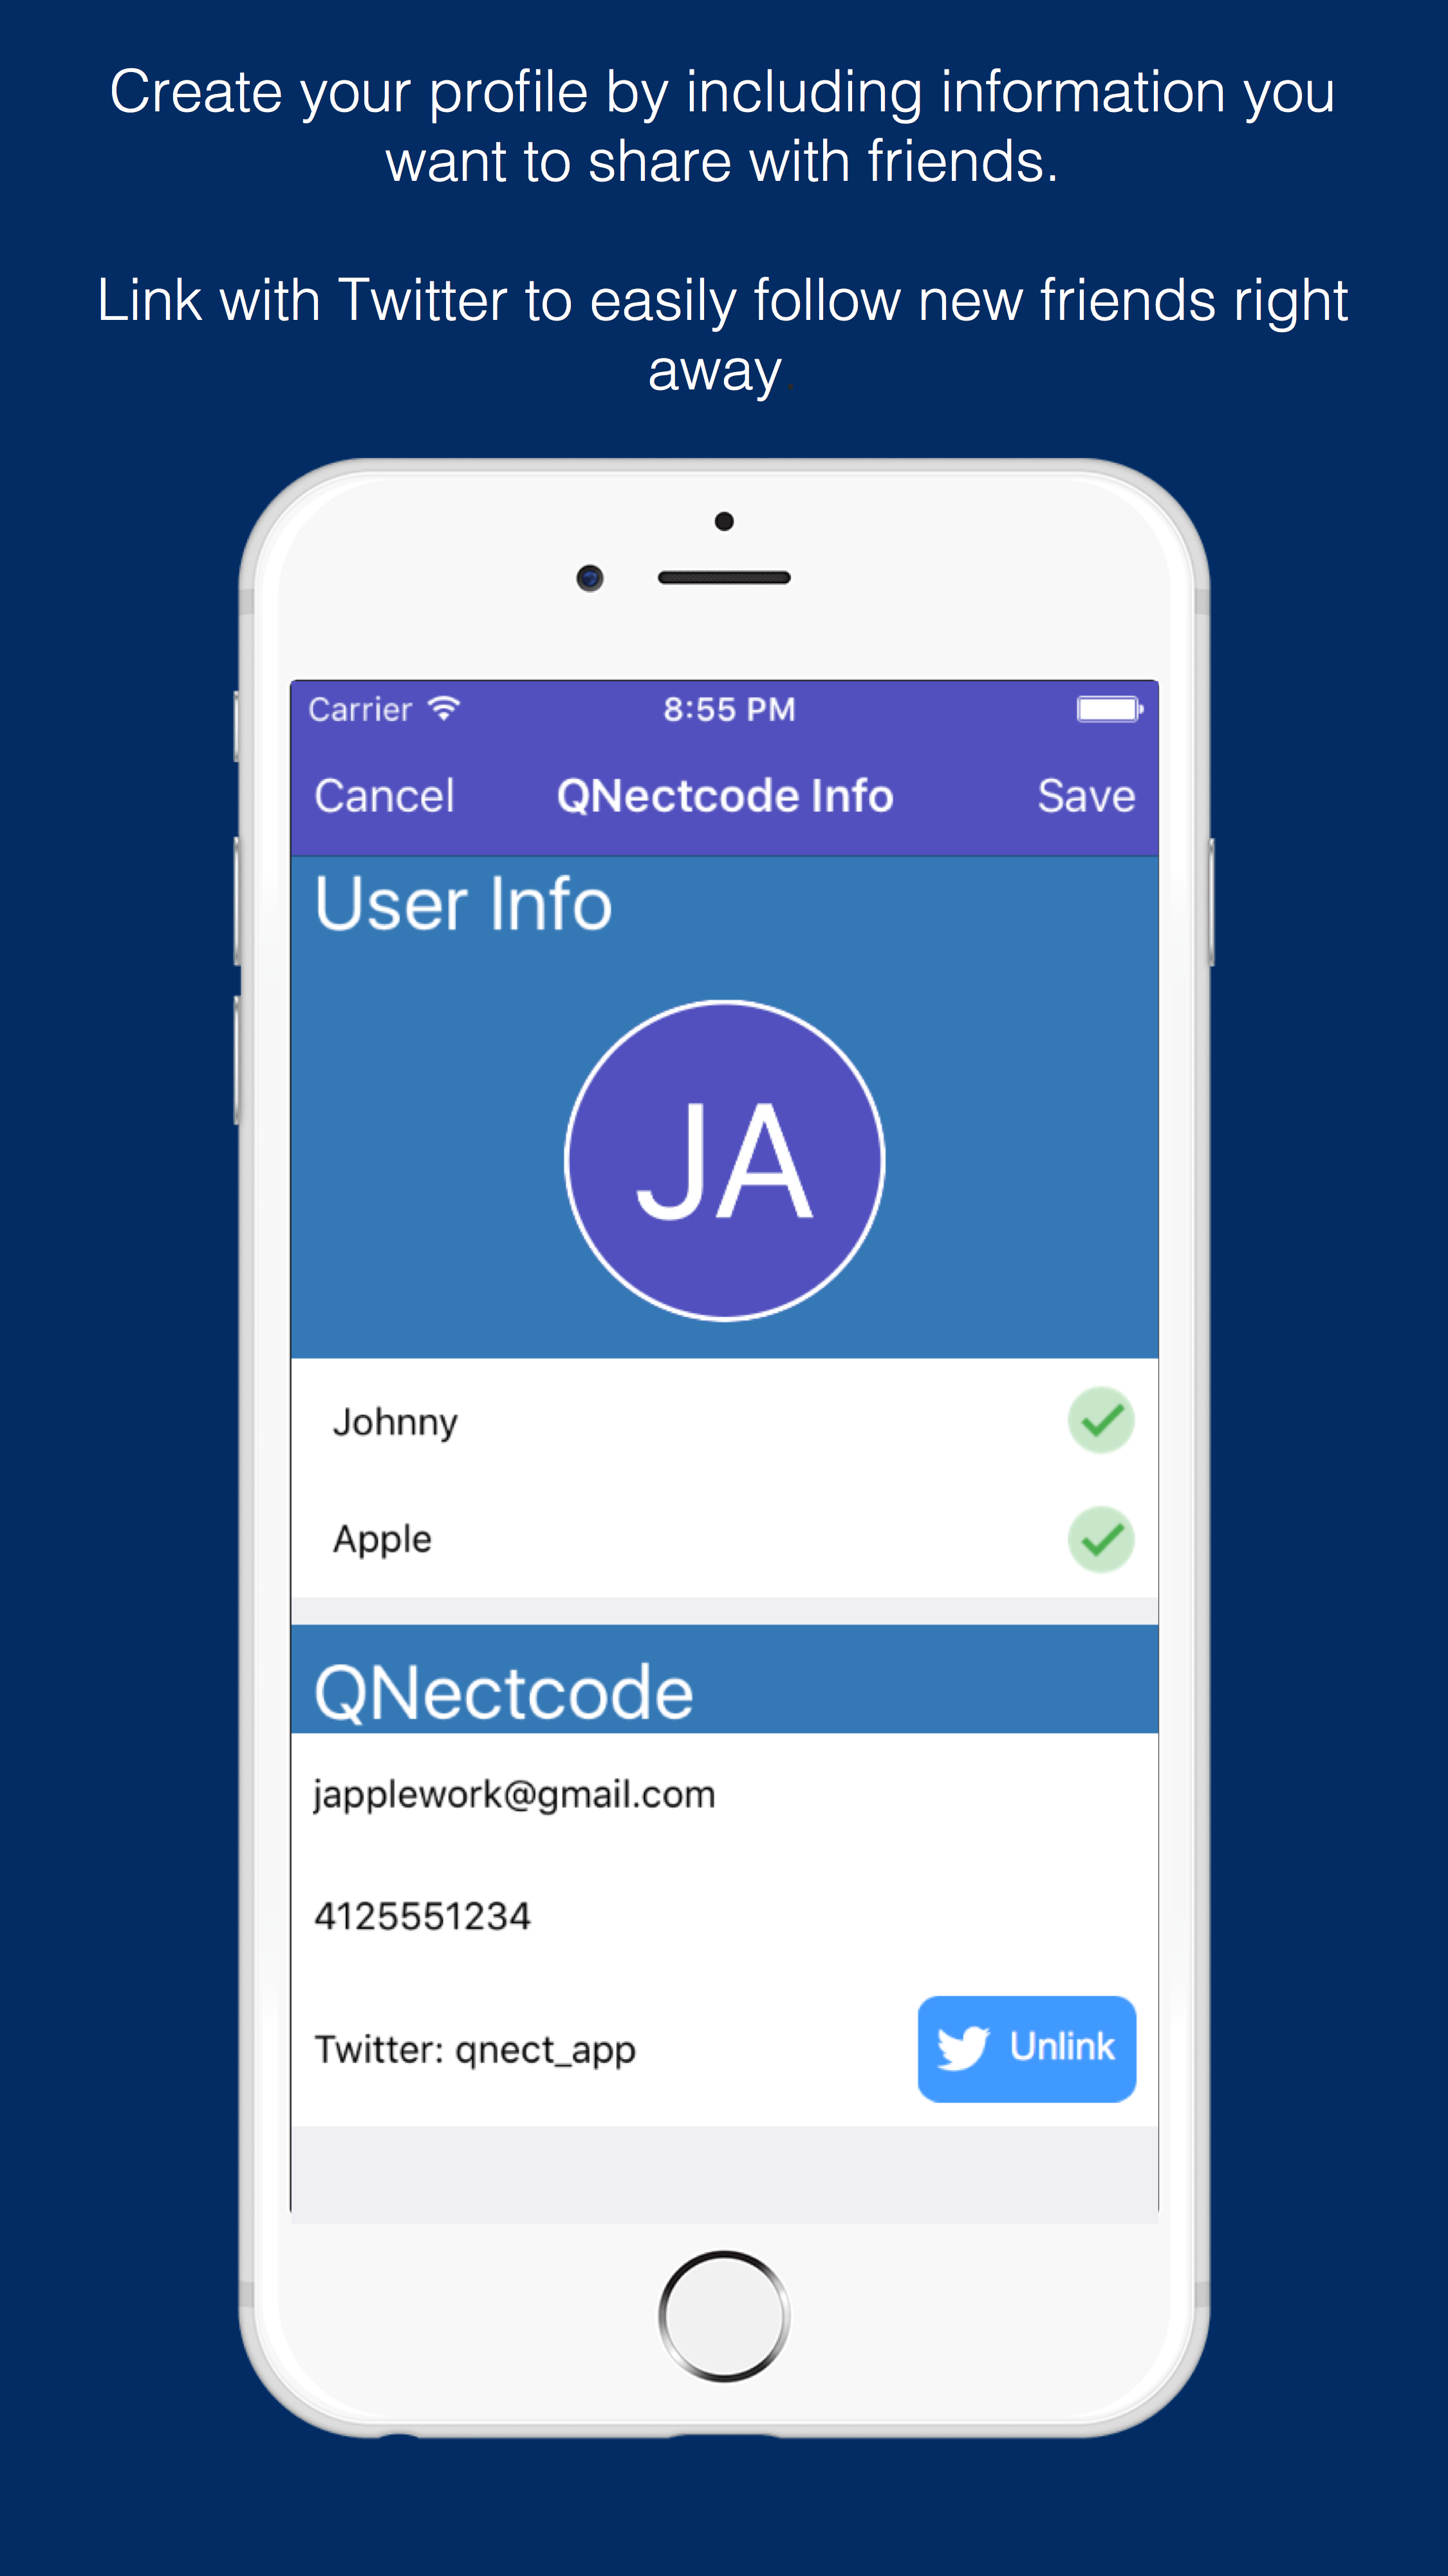 Create your profile by including information you
want to share with friends.
Link with Twitter to easily follow new friends right
away.
Carrier 8:55 PM
Cancel QNectcode Info Save
User Info
JA
Johnny
Apple
QNectcode
japplework@gmail.com
4125551234
Twitter: qnect_app Unlink